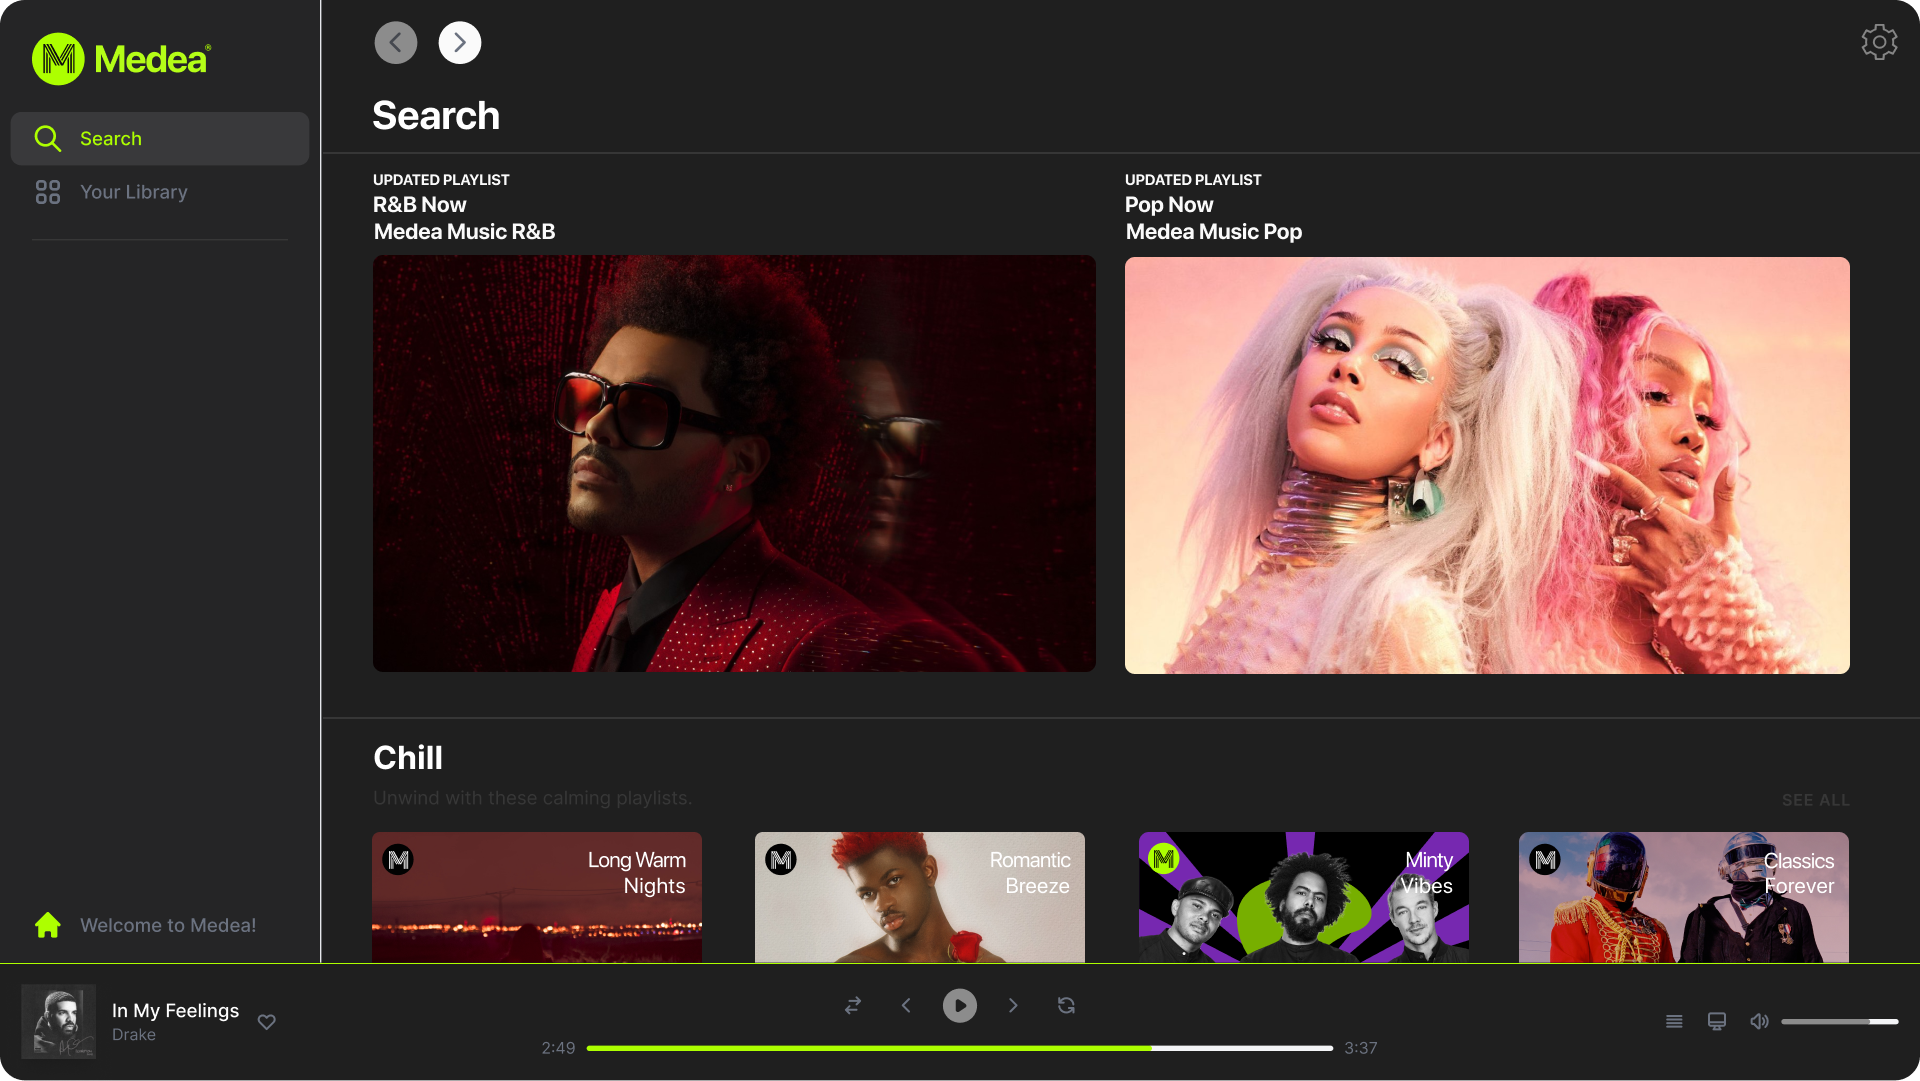 Medea®
Search
Your Library
Welcome to Medea!
Search
UPDATED PLAYLIST
R&B Now
Medea Music R&B
UPDATED PLAYLIST
Pop Now
Medea Music Pop
Chill
Unwind with these calming playlists.
SEE ALL
Long Warm
Nights
Romantic
Breeze
Minty
Vibes
Classics
Forever
In My Feelings
Drake
2:49
3:37